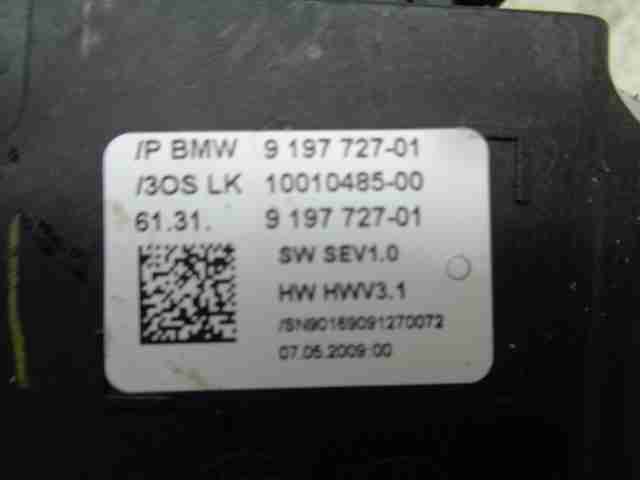 /P BMW 9 197 727-01
/3OS LK 10010485-00
61.31. 9 197 727-01
SW SEV1.0
HW HWV3.1
/SN90169091270072
07.05.2009:00